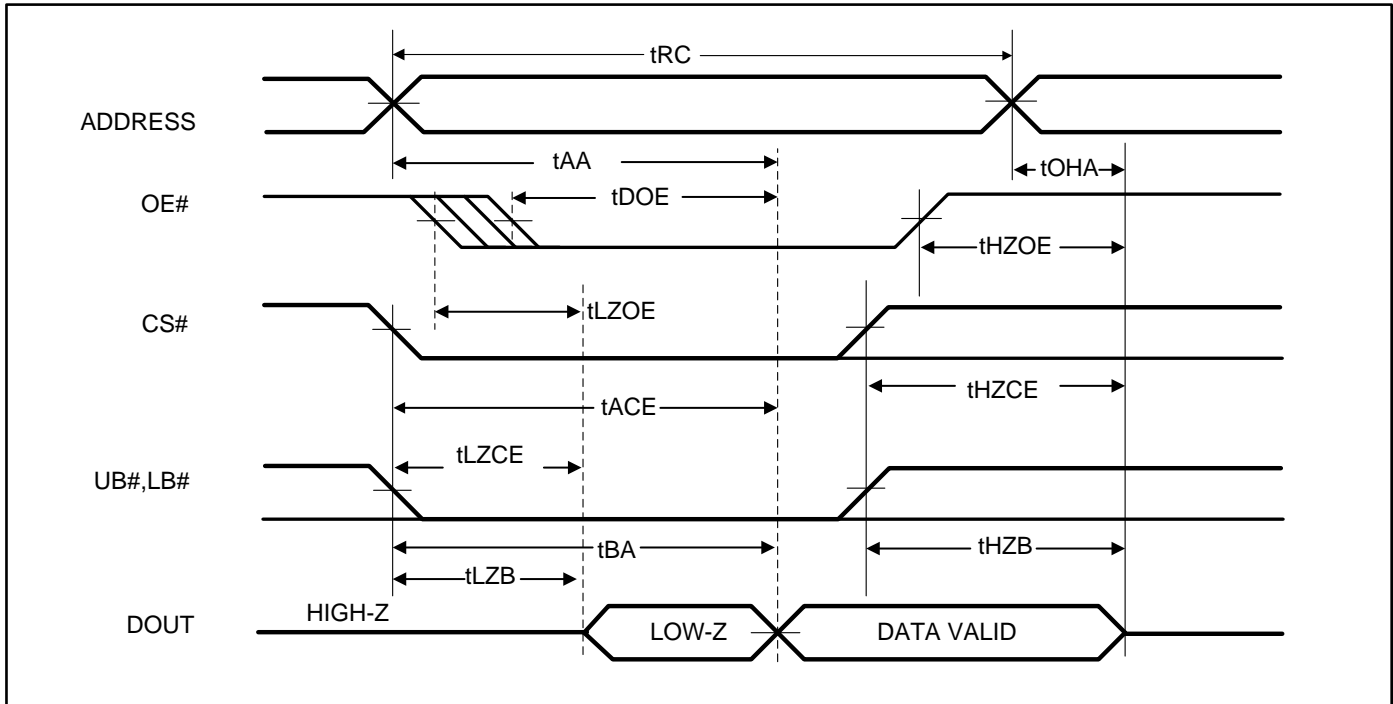 tRC
ADDRESS
tAA
tOHA
OE#
tDOE
tHZOE
tLZOE
CS#
tHZCE
tACE
tLZCE
UB#,LB#
tBA
tHZB
tLZB
HIGH-Z
DOUT
LOW-Z
DATA VALID